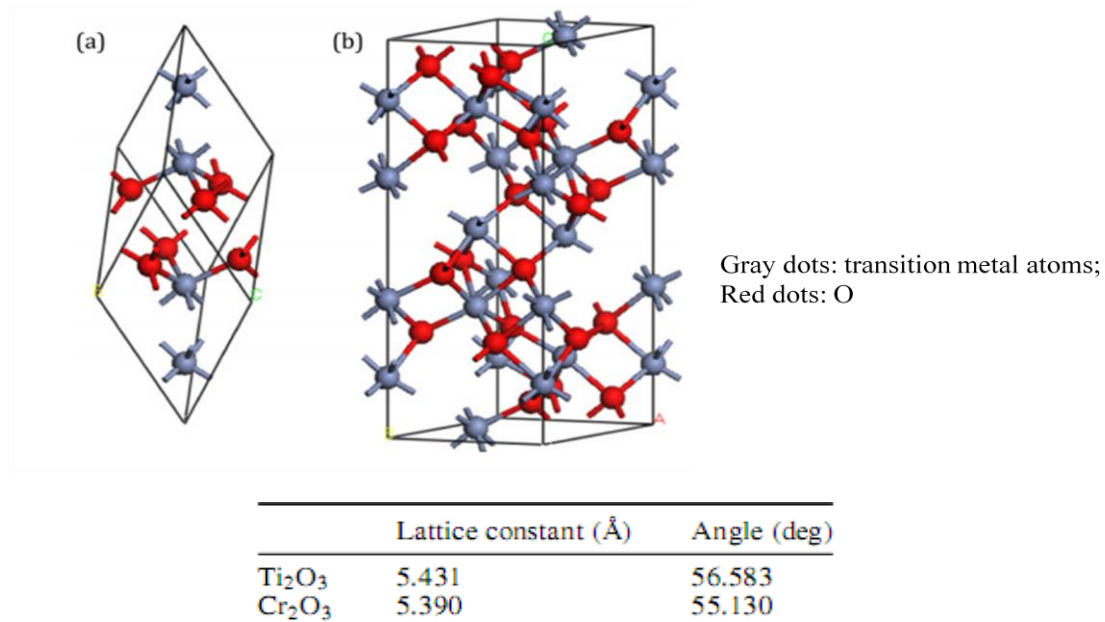 (a)
(b)
C
B
C
Gray dots: transition metal atoms;
Red dots: O
B
A
Lattice constant (Å) Angle (deg)
Ti₂O₃ 5.431 56.583
Cr₂O₃ 5.390 55.130